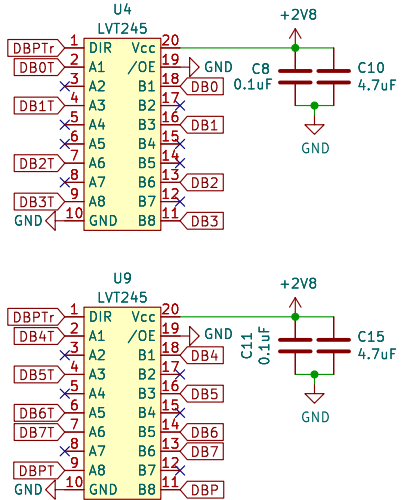 U4
LVT245
+2V8
DBPTr 1 DIR Vcc 20
DB0T 2 A1 /OE 19 GND
3 A2 B1 18 DB0
DB1T 4 A3 B2 17
5 A4 B3 16 DB1
6 A5 B4 15
DB2T 7 A6 B5 14
8 A7 B6 13 DB2
DB3T 9 A8 B7 12
GND 10 GND B8 11 DB3
C8
0.1uF
C10
4.7uF
GND
U9
LVT245
+2V8
DBPTr 1 DIR Vcc 20
DB4T 2 A1 /OE 19 GND
3 A2 B1 18 DB4
DB5T 4 A3 B2 17
5 A4 B3 16 DB5
DB6T 6 A5 B4 15
DB7T 7 A6 B5 14 DB6
8 A7 B6 13 DB7
DBPT 9 A8 B7 12
GND 10 GND B8 11 DBP
C11
0.1uF
C15
4.7uF
GND